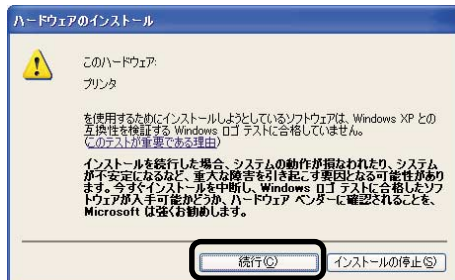 ハードウェアのインストール
このハードウェア:
プリンタ
を使用するためにインストールしようとしているソフトウェアは、Windows XP との
互換性を検証する Windows ロゴ テストに合格していません。
(このテストが重要である理由)
インストールを続行した場合、システムの動作が損なわれたり、システム
が不安定になるなど、重大な障害を引き起こす要因となる可能性があり
ます。今すぐインストールを中断し、Windows ロゴ テストに合格したソフ
トウェアが入手可能かどうか、ハードウェア ベンダーに確認されることを、
Microsoft は強くお勧めします。
続行(C)
インストールの停止(S)